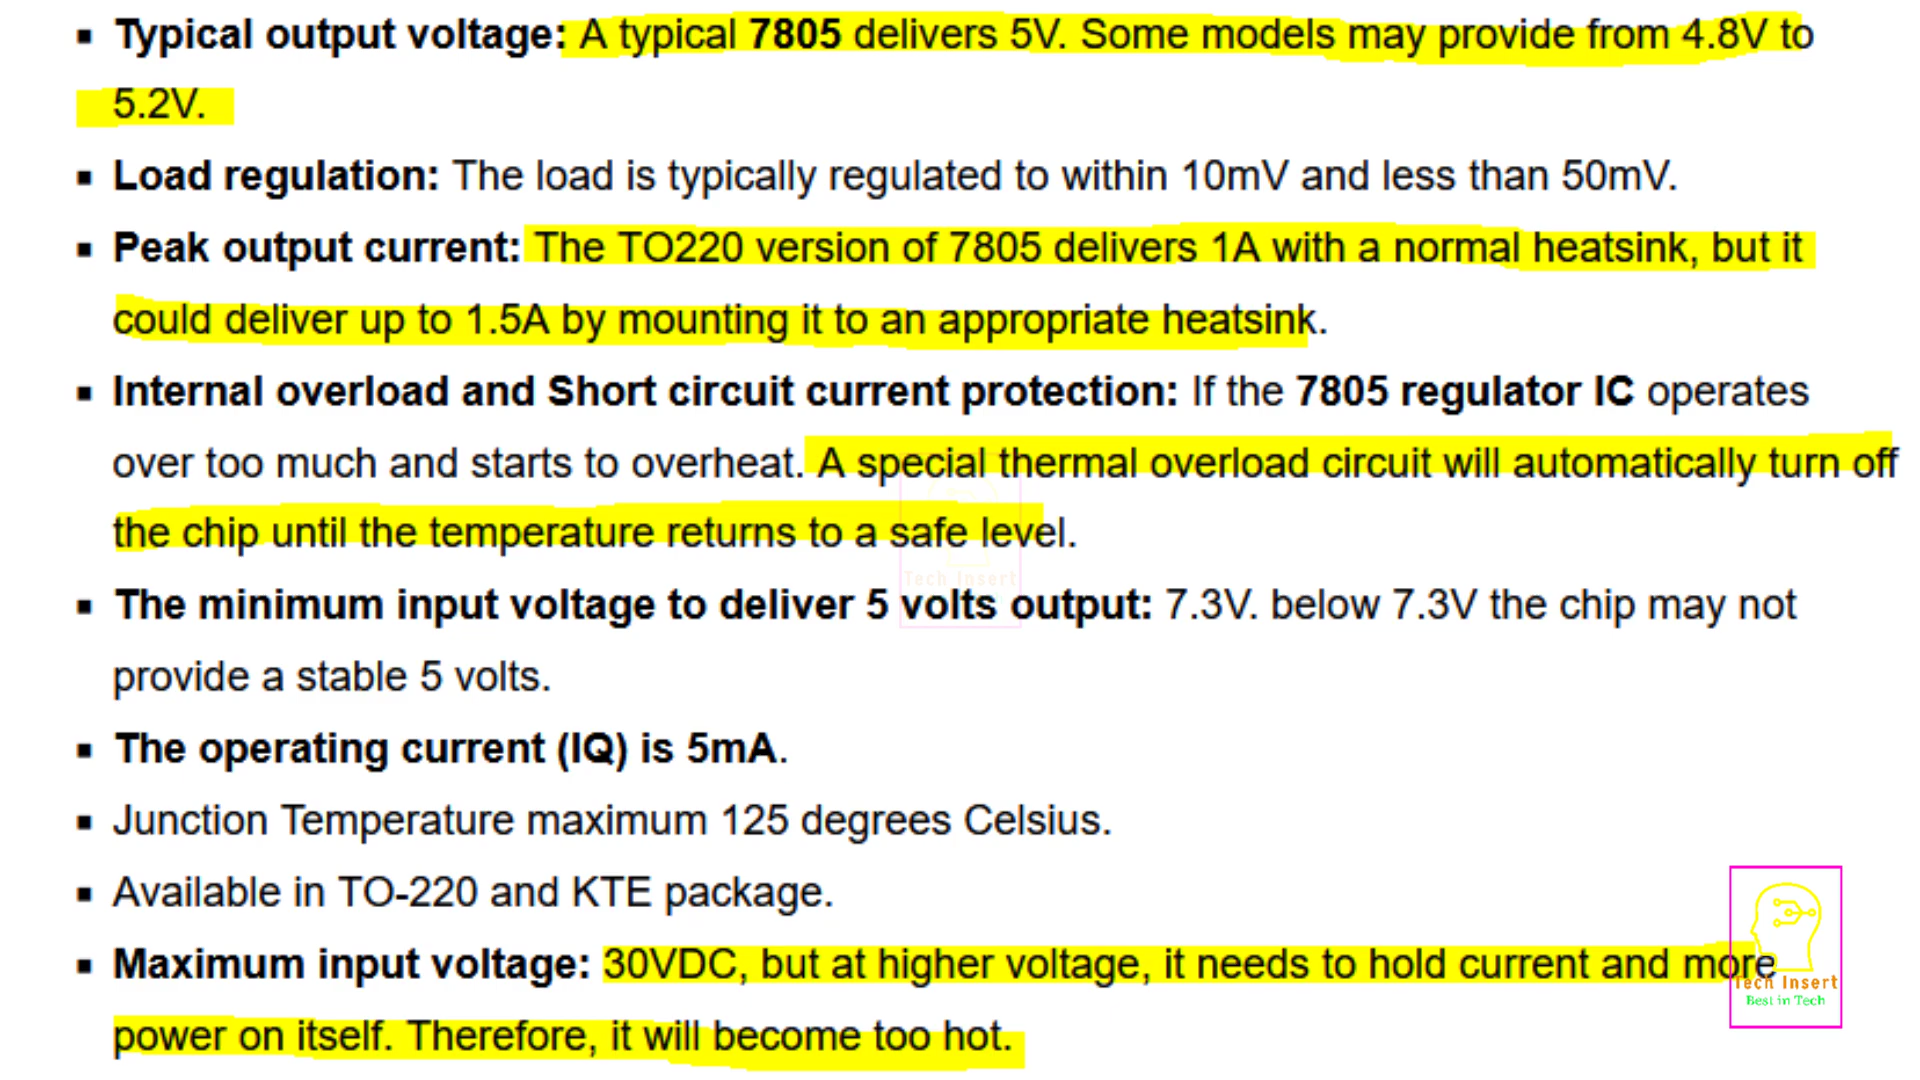 ▪ Typical output voltage: A typical 7805 delivers 5V. Some models may provide from 4.8V to
5.2V.
▪ Load regulation: The load is typically regulated to within 10mV and less than 50mV.
▪ Peak output current: The TO220 version of 7805 delivers 1A with a normal heatsink, but it
could deliver up to 1.5A by mounting it to an appropriate heatsink.
▪ Internal overload and Short circuit current protection: If the 7805 regulator IC operates
over too much and starts to overheat. A special thermal overload circuit will automatically turn off
the chip until the temperature returns to a safe level.
Tech Insert
▪ The minimum input voltage to deliver 5 volts output: 7.3V. below 7.3V the chip may not
provide a stable 5 volts.
▪ The operating current (IQ) is 5mA.
▪ Junction Temperature maximum 125 degrees Celsius.
▪ Available in TO-220 and KTE package.
▪ Maximum input voltage: 30VDC, but at higher voltage, it needs to hold current and more
power on itself. Therefore, it will become too hot.
Tech Insert
Best in Tech